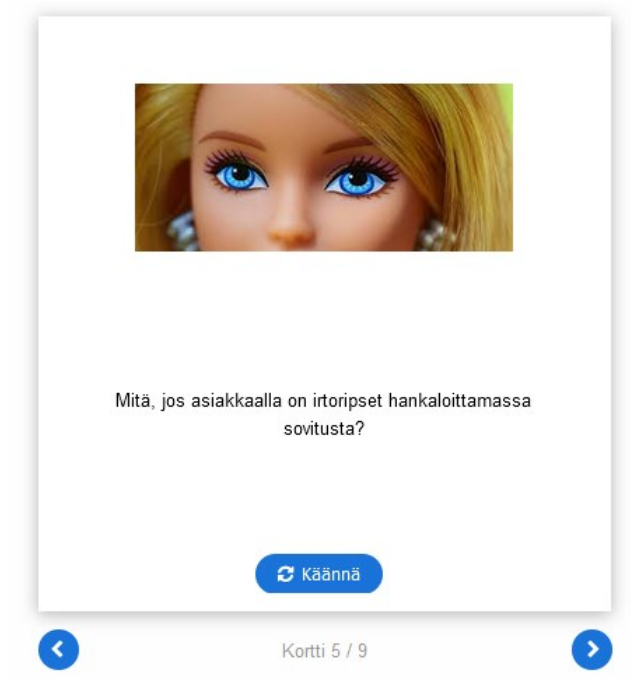 Mitä, jos asiakkaalla on irtoripset hankaloittamassa
sovitusta?
Käännä
Kortti 5 / 9